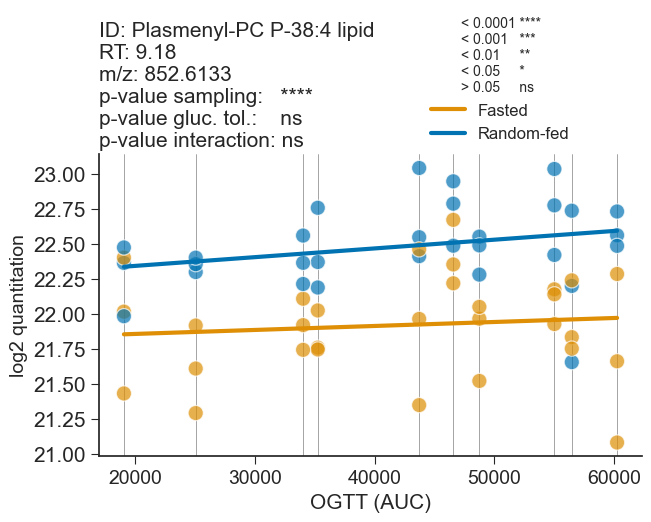 ID: Plasmenyl-PC P-38:4 lipid
RT: 9.18
m/z: 852.6133
p-value sampling: ****
p-value gluc. tol.: ns
p-value interaction: ns
< 0.0001 ****
< 0.001 ***
< 0.01 **
< 0.05 *
> 0.05 ns
Fasted
Random-fed
log2 quantitation
23.00
22.75
22.50
22.25
22.00
21.75
21.50
21.25
21.00
20000 30000 40000 50000 60000
OGTT (AUC)